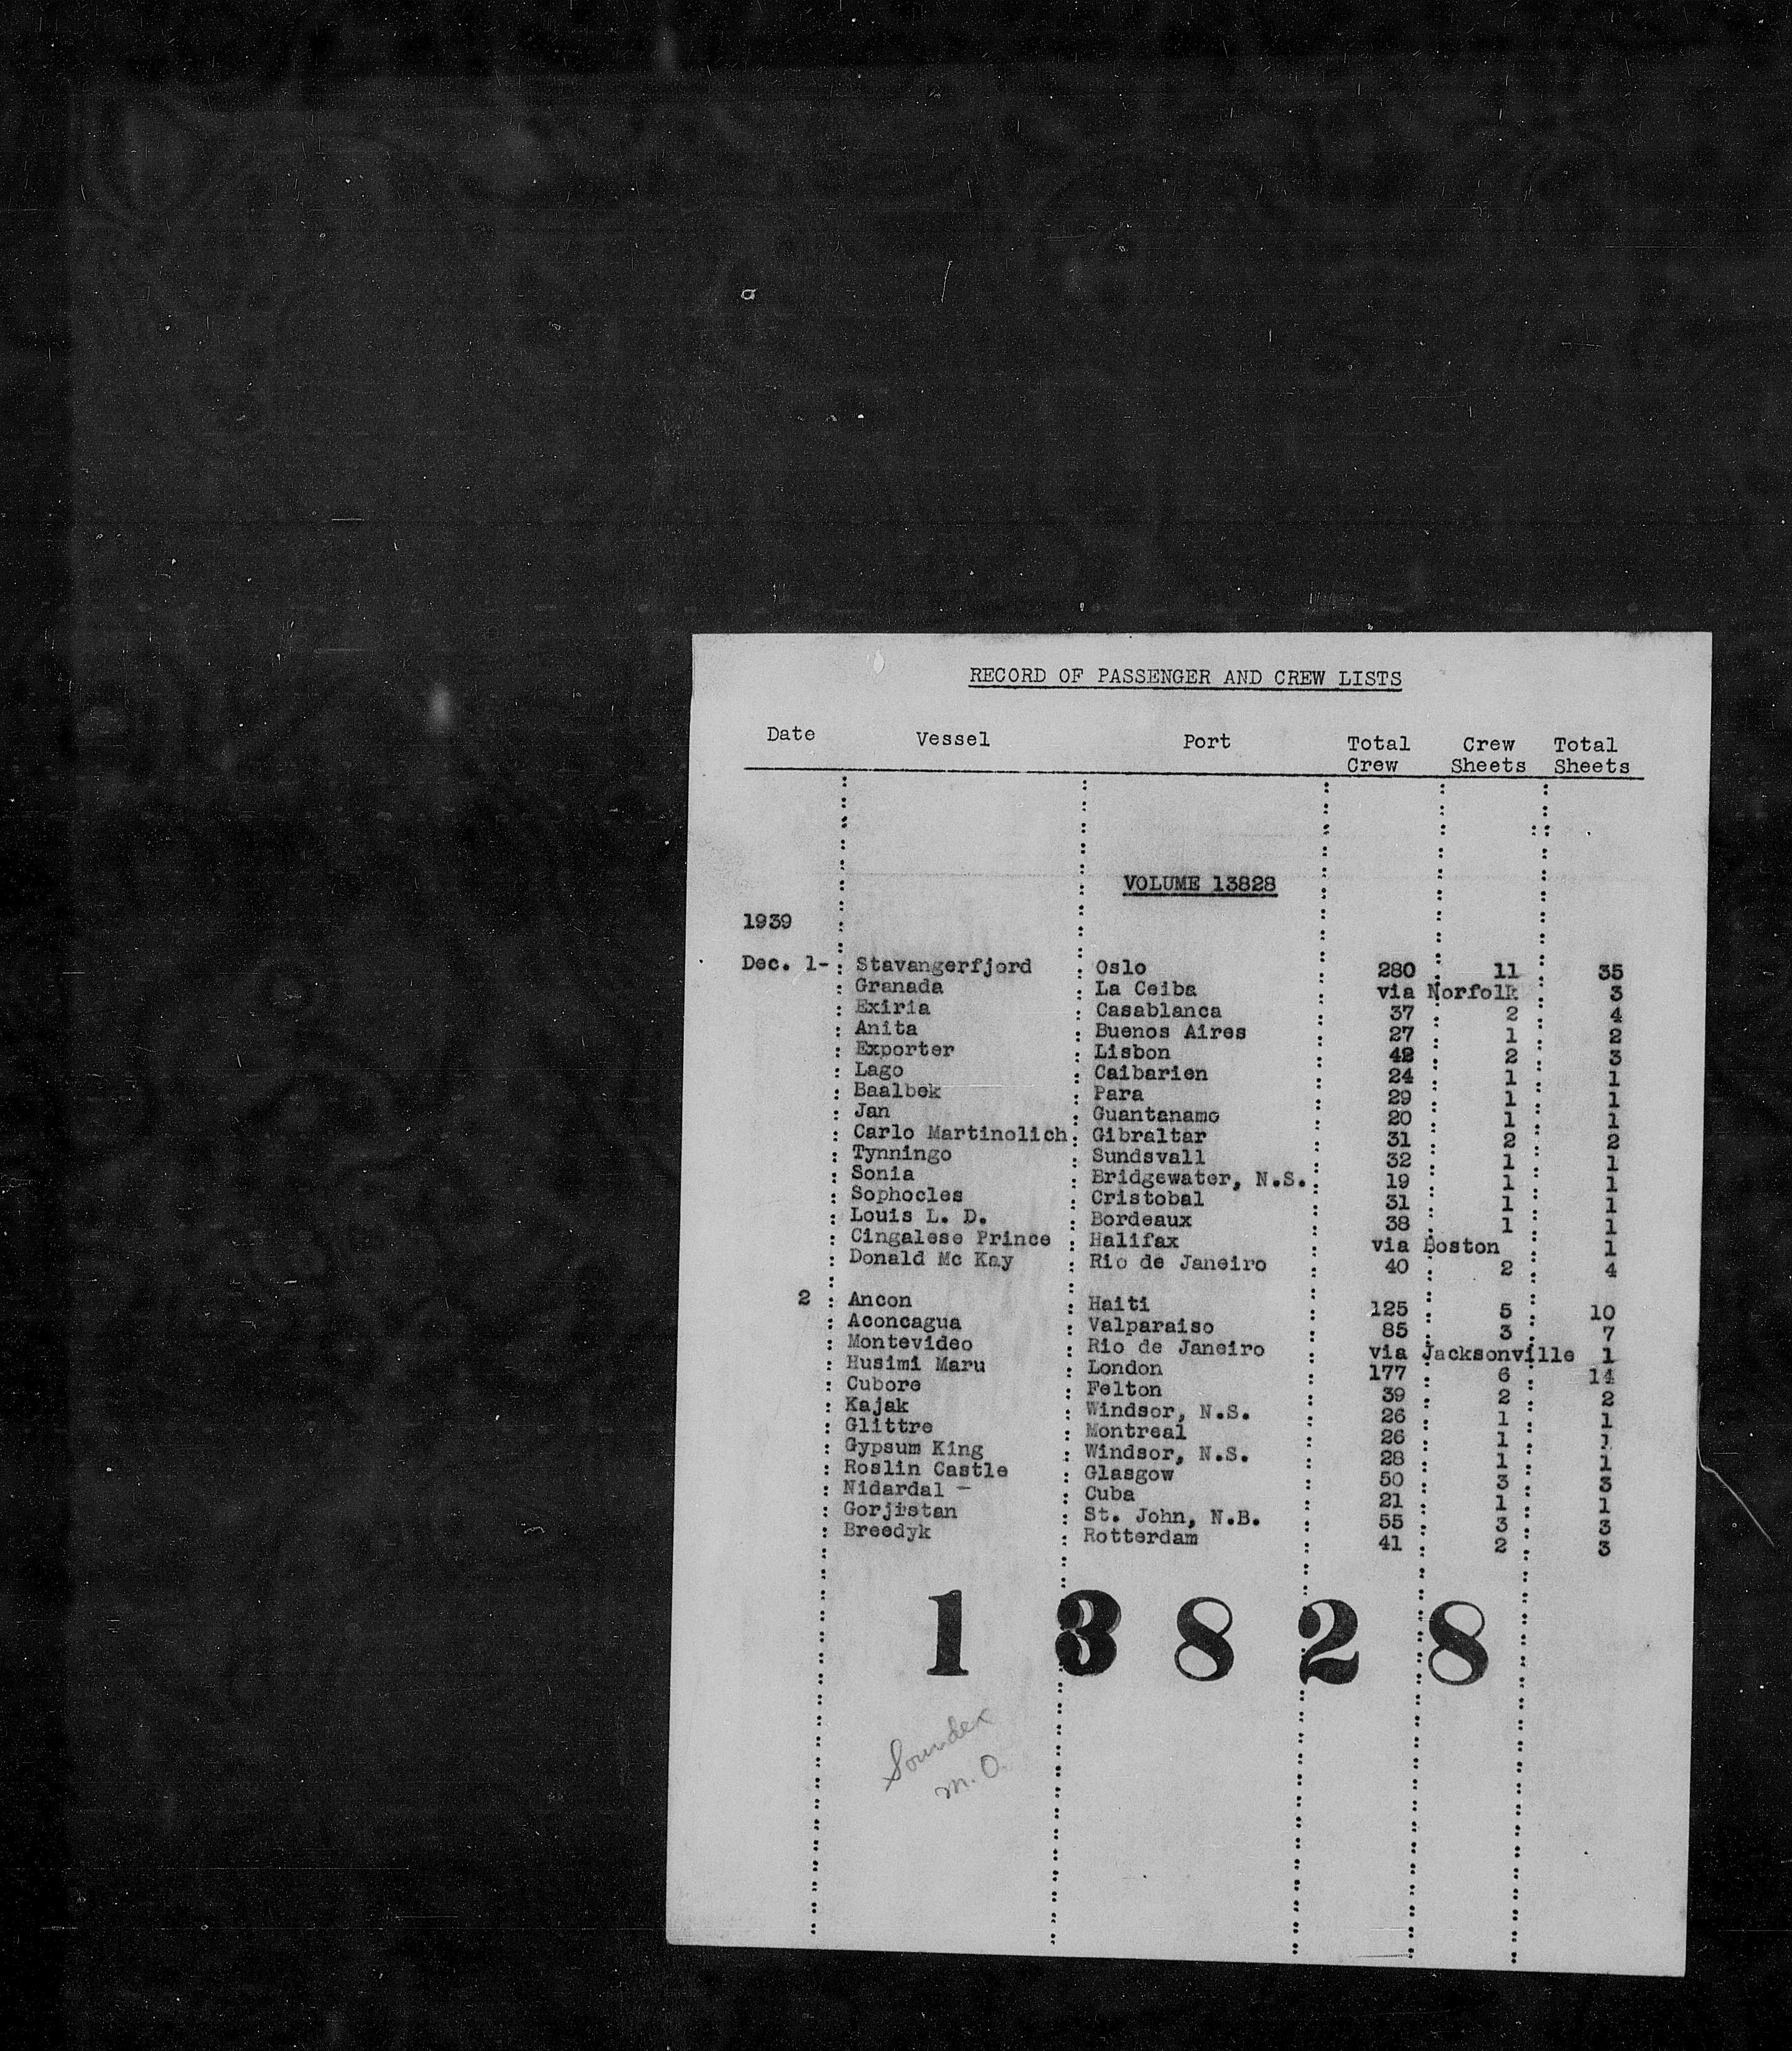 RECORD OF PASSENGER AND CREW LISTS
Date Vessel Port Total Crew Crew Sheets Total Sheets
VOLUME 13828
1939
Dec. 1- Stavangerfjord Oslo 280 11 35
Granada La Ceiba via Norfolk 3
Exiria Casablanca 37 2 4
Anita Buenos Aires 27 1 2
Exporter Lisbon 42 2 3
Lago Caibarien 24 1 1
Baalbek Para 29 1 1
Jan Guantanamo 20 1 1
Carlo Martinolich Gibraltar 31 2 2
Tynningo Sundsvall 32 1 1
Sonia Bridgewater, N.S. 19 1 1
Sophocles Cristobal 31 1 1
Louis L. D. Bordeaux 38 1 1
Cingalese Prince Halifax via Boston 1
Donald Mc Kay Rio de Janeiro 40 2 4
2 Ancon Haiti 125 5 10
Aconcagua Valparaiso 85 3 7
Montevideo Rio de Janeiro via Jacksonville 1
Husimi Maru London 177 6 14
Cubore Felton 39 2 2
Kajak Windsor, N.S. 26 1 1
Glittre Montreal 26 1 1
Gypsum King Windsor, N.S. 28 1 1
Roslin Castle Glasgow 50 3 3
Nidardal - Cuba 21 1 1
Gorjistan St. John, N.B. 55 3 3
Breedyk Rotterdam 41 2 3
1 3 8 2 8
Soundex
M. O.